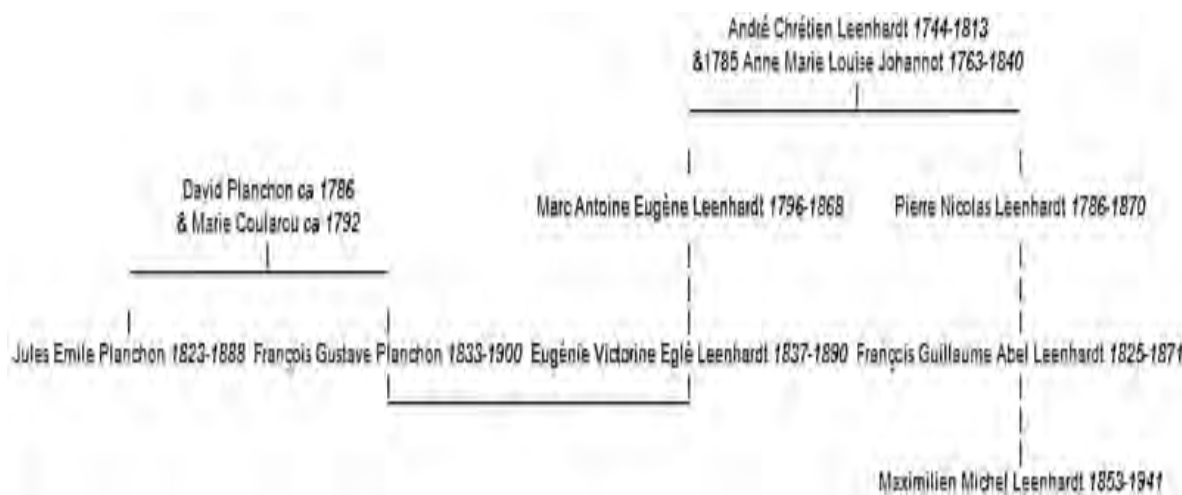 André Chrétien Leenhardt 1744-1813
&1785 Anne Marie Louise Johannot 1763-1840
David Planchon ca 1786
& Marie Coularou ca 1792
Marc Antoine Eugène Leenhardt 1796-1868
Pierre Nicolas Leenhardt 1786-1870
Jules Emile Planchon 1823-1888
François Gustave Planchon 1833-1900
Eugénie Victorine Eglé Leenhardt 1837-1890
François Guillaume Abel Leenhardt 1825-1871
Maximilien Michel Leenhardt 1853-1941